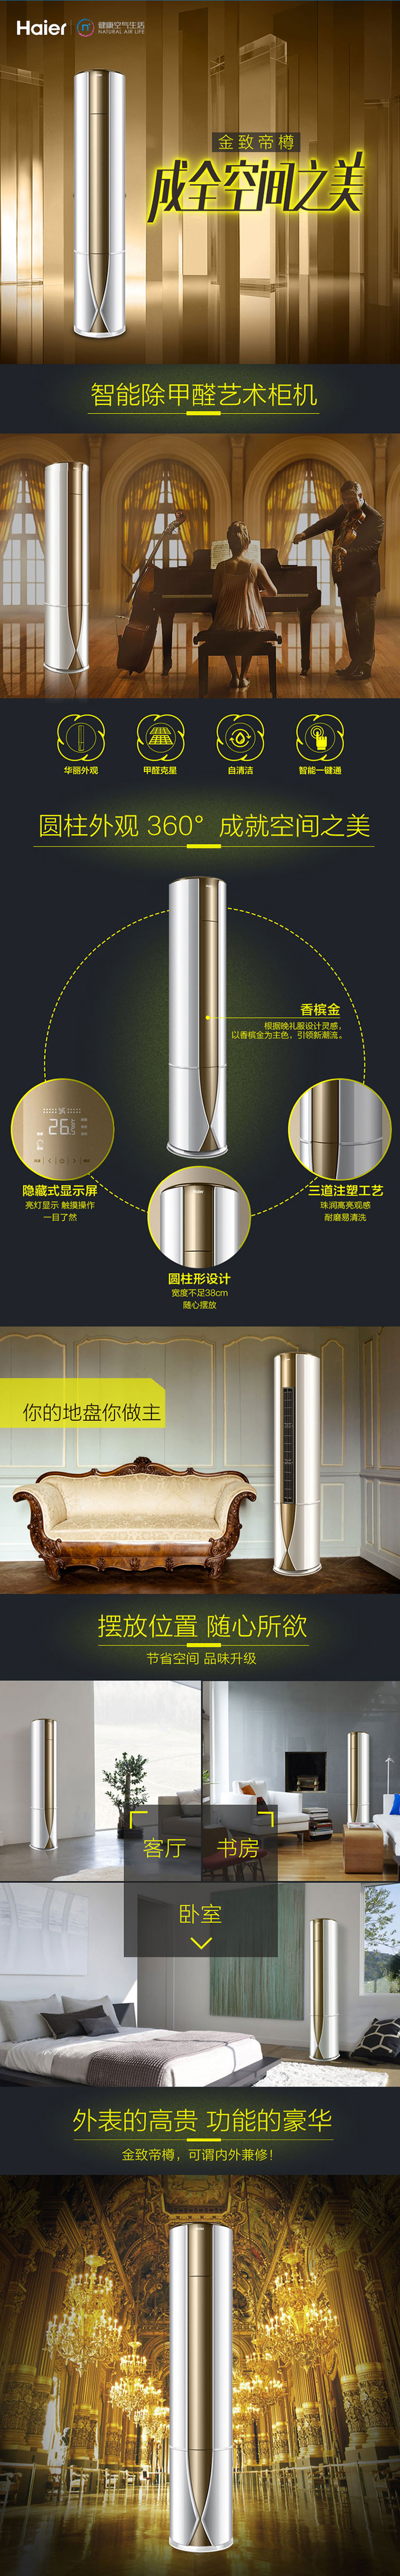 Haier
n
健康空气生活
NATURAL AIR LIFE
金致帝樽
成全空间之美
智能除甲醛艺术柜机
华丽外观
甲醛克星
自清洁
智能一键通
圆柱外观 360° 成就空间之美
香槟金
根据晚礼服设计灵感，
以香槟金为主色，引领新潮流。
26
隐藏式显示屏
亮灯显示 触摸操作
一目了然
三道注塑工艺
珠润高亮观感
耐磨易清洗
圆柱形设计
宽度不足38cm
随心摆放
你的地盘你做主
摆放位置 随心所欲
节省空间 品味升级
客厅
书房
卧室
外表的高贵 功能的豪华
金致帝樽，可谓内外兼修！